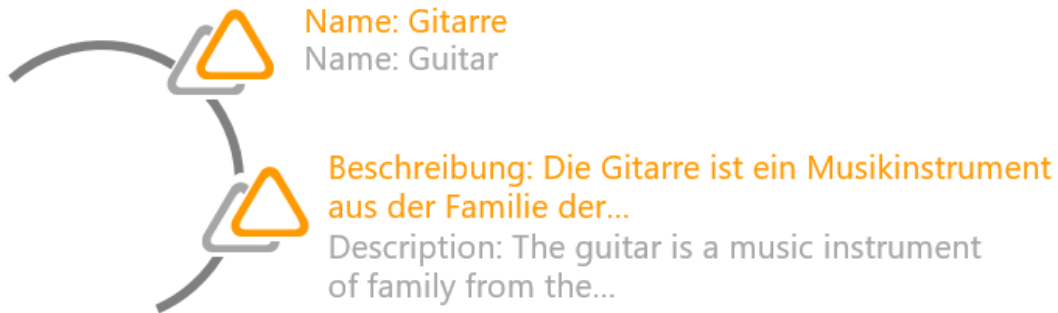 Name: Gitarre
Name: Guitar
Beschreibung: Die Gitarre ist ein Musikinstrument
aus der Familie der...
Description: The guitar is a music instrument
of family from the...